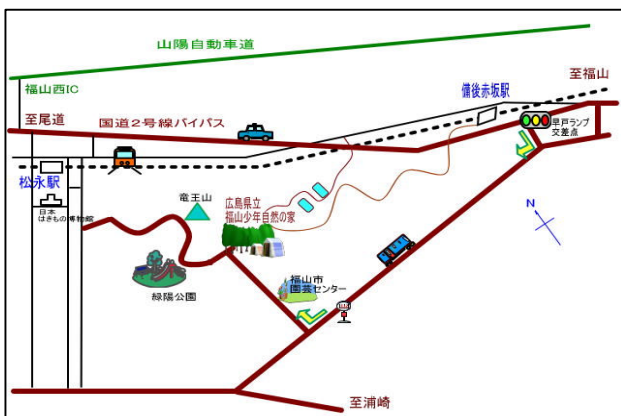 山陽自動車道
福山西IC
備後赤坂駅
至福山
至尾道
国道2号線バイパス
早戸ランプ
交差点
松永駅
日本
はきもの博物館
竜王山
広島県立
福山少年自然の家
N
緑陽公園
福山市
園芸センター
至浦崎